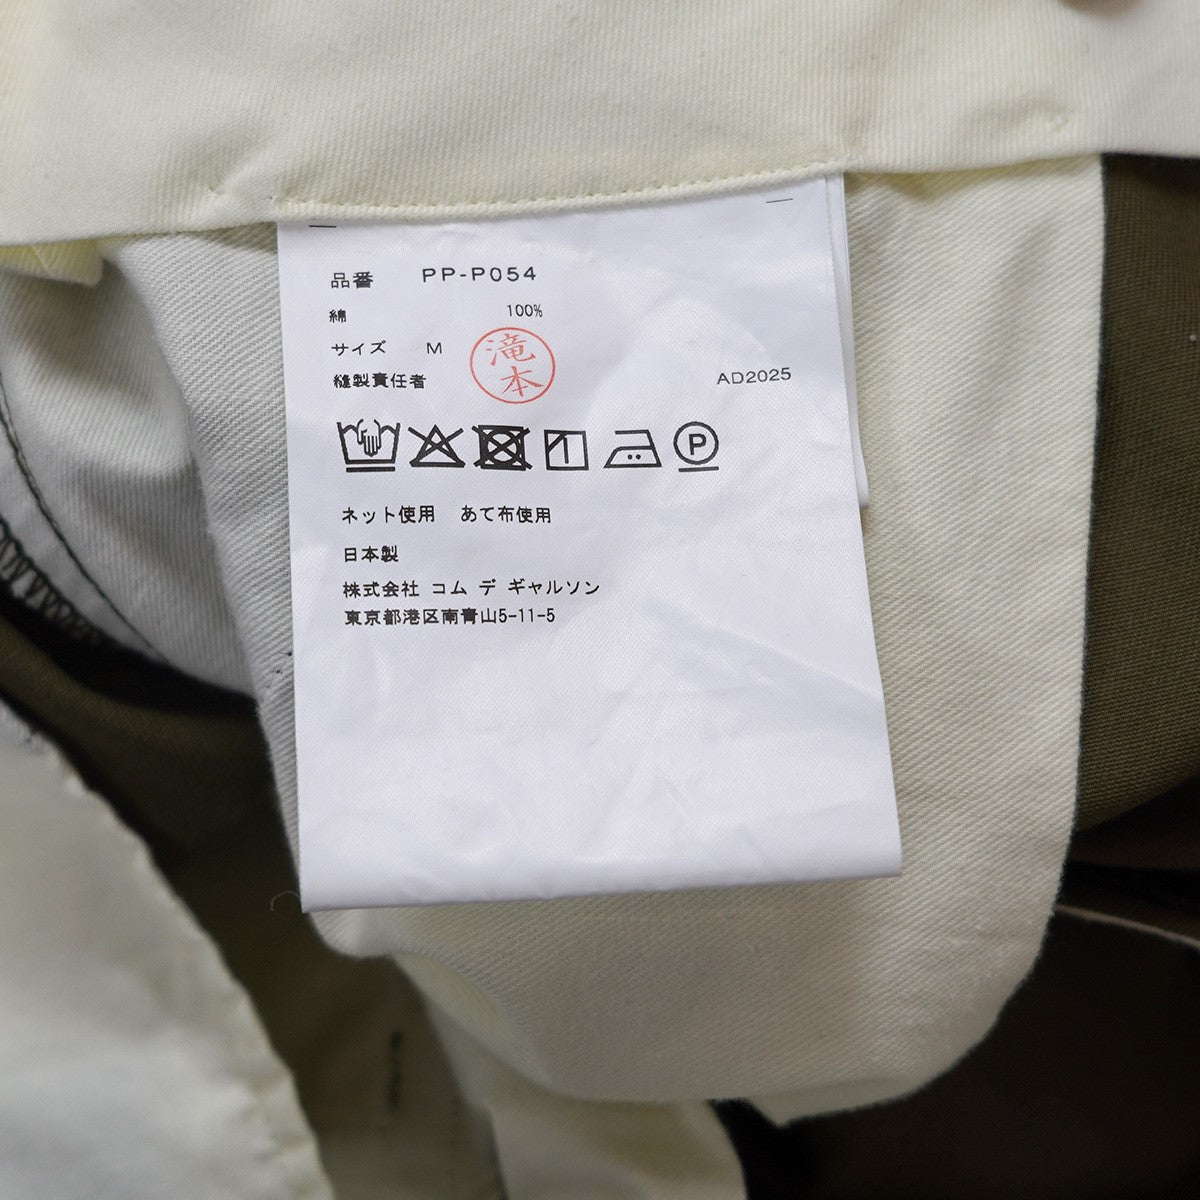 品番 PP-P054
綿 100%
サイズ M
滝本
縫製責任者 AD2025
P
ネット使用 あて布使用
日本製
株式会社 コム デ ギャルソン
東京都港区南青山5-11-5